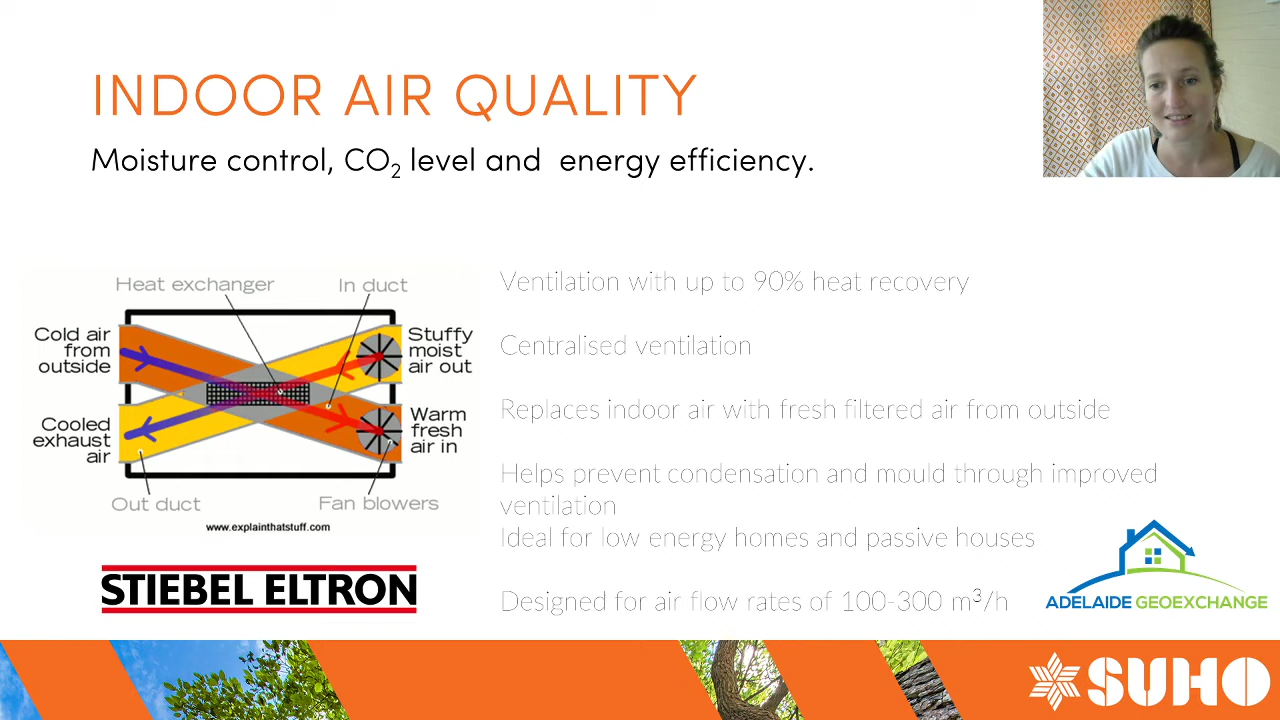 INDOOR AIR QUALITY
Moisture control, CO₂ level and energy efficiency.
Heat exchanger
In duct
Cold air
from
outside
Stuffy
moist
air out
Cooled
exhaust
air
Warm
fresh
air in
Out duct
Fan blowers
www.explainthatstuff.com
STIEBEL ELTRON
Ventilation with up to 90% heat recovery
Centralised ventilation
Replaces indoor air with fresh filtered air from outside
Helps prevent condensation and mould through improved
ventilation
Ideal for low energy homes and passive houses
Designed for air flow rates of 100-300 m³/h
ADELAIDE GEOEXCHANGE
SUHO